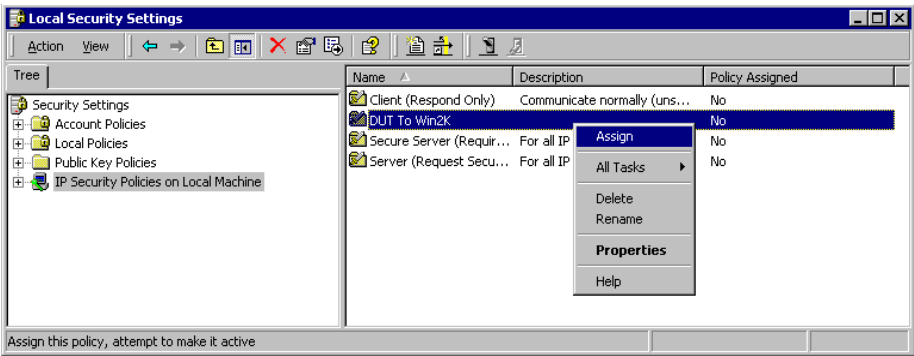 Local Security Settings
Action View
Tree
Name Description Policy Assigned
Security Settings
Account Policies
Local Policies
Public Key Policies
IP Security Policies on Local Machine
Client (Respond Only) Communicate normally (uns... No
DUT To Win2K No
Secure Server (Requir... For all IP No
Server (Request Secu... For all IP No
Assign
All Tasks
Delete
Rename
Properties
Help
Assign this policy, attempt to make it active